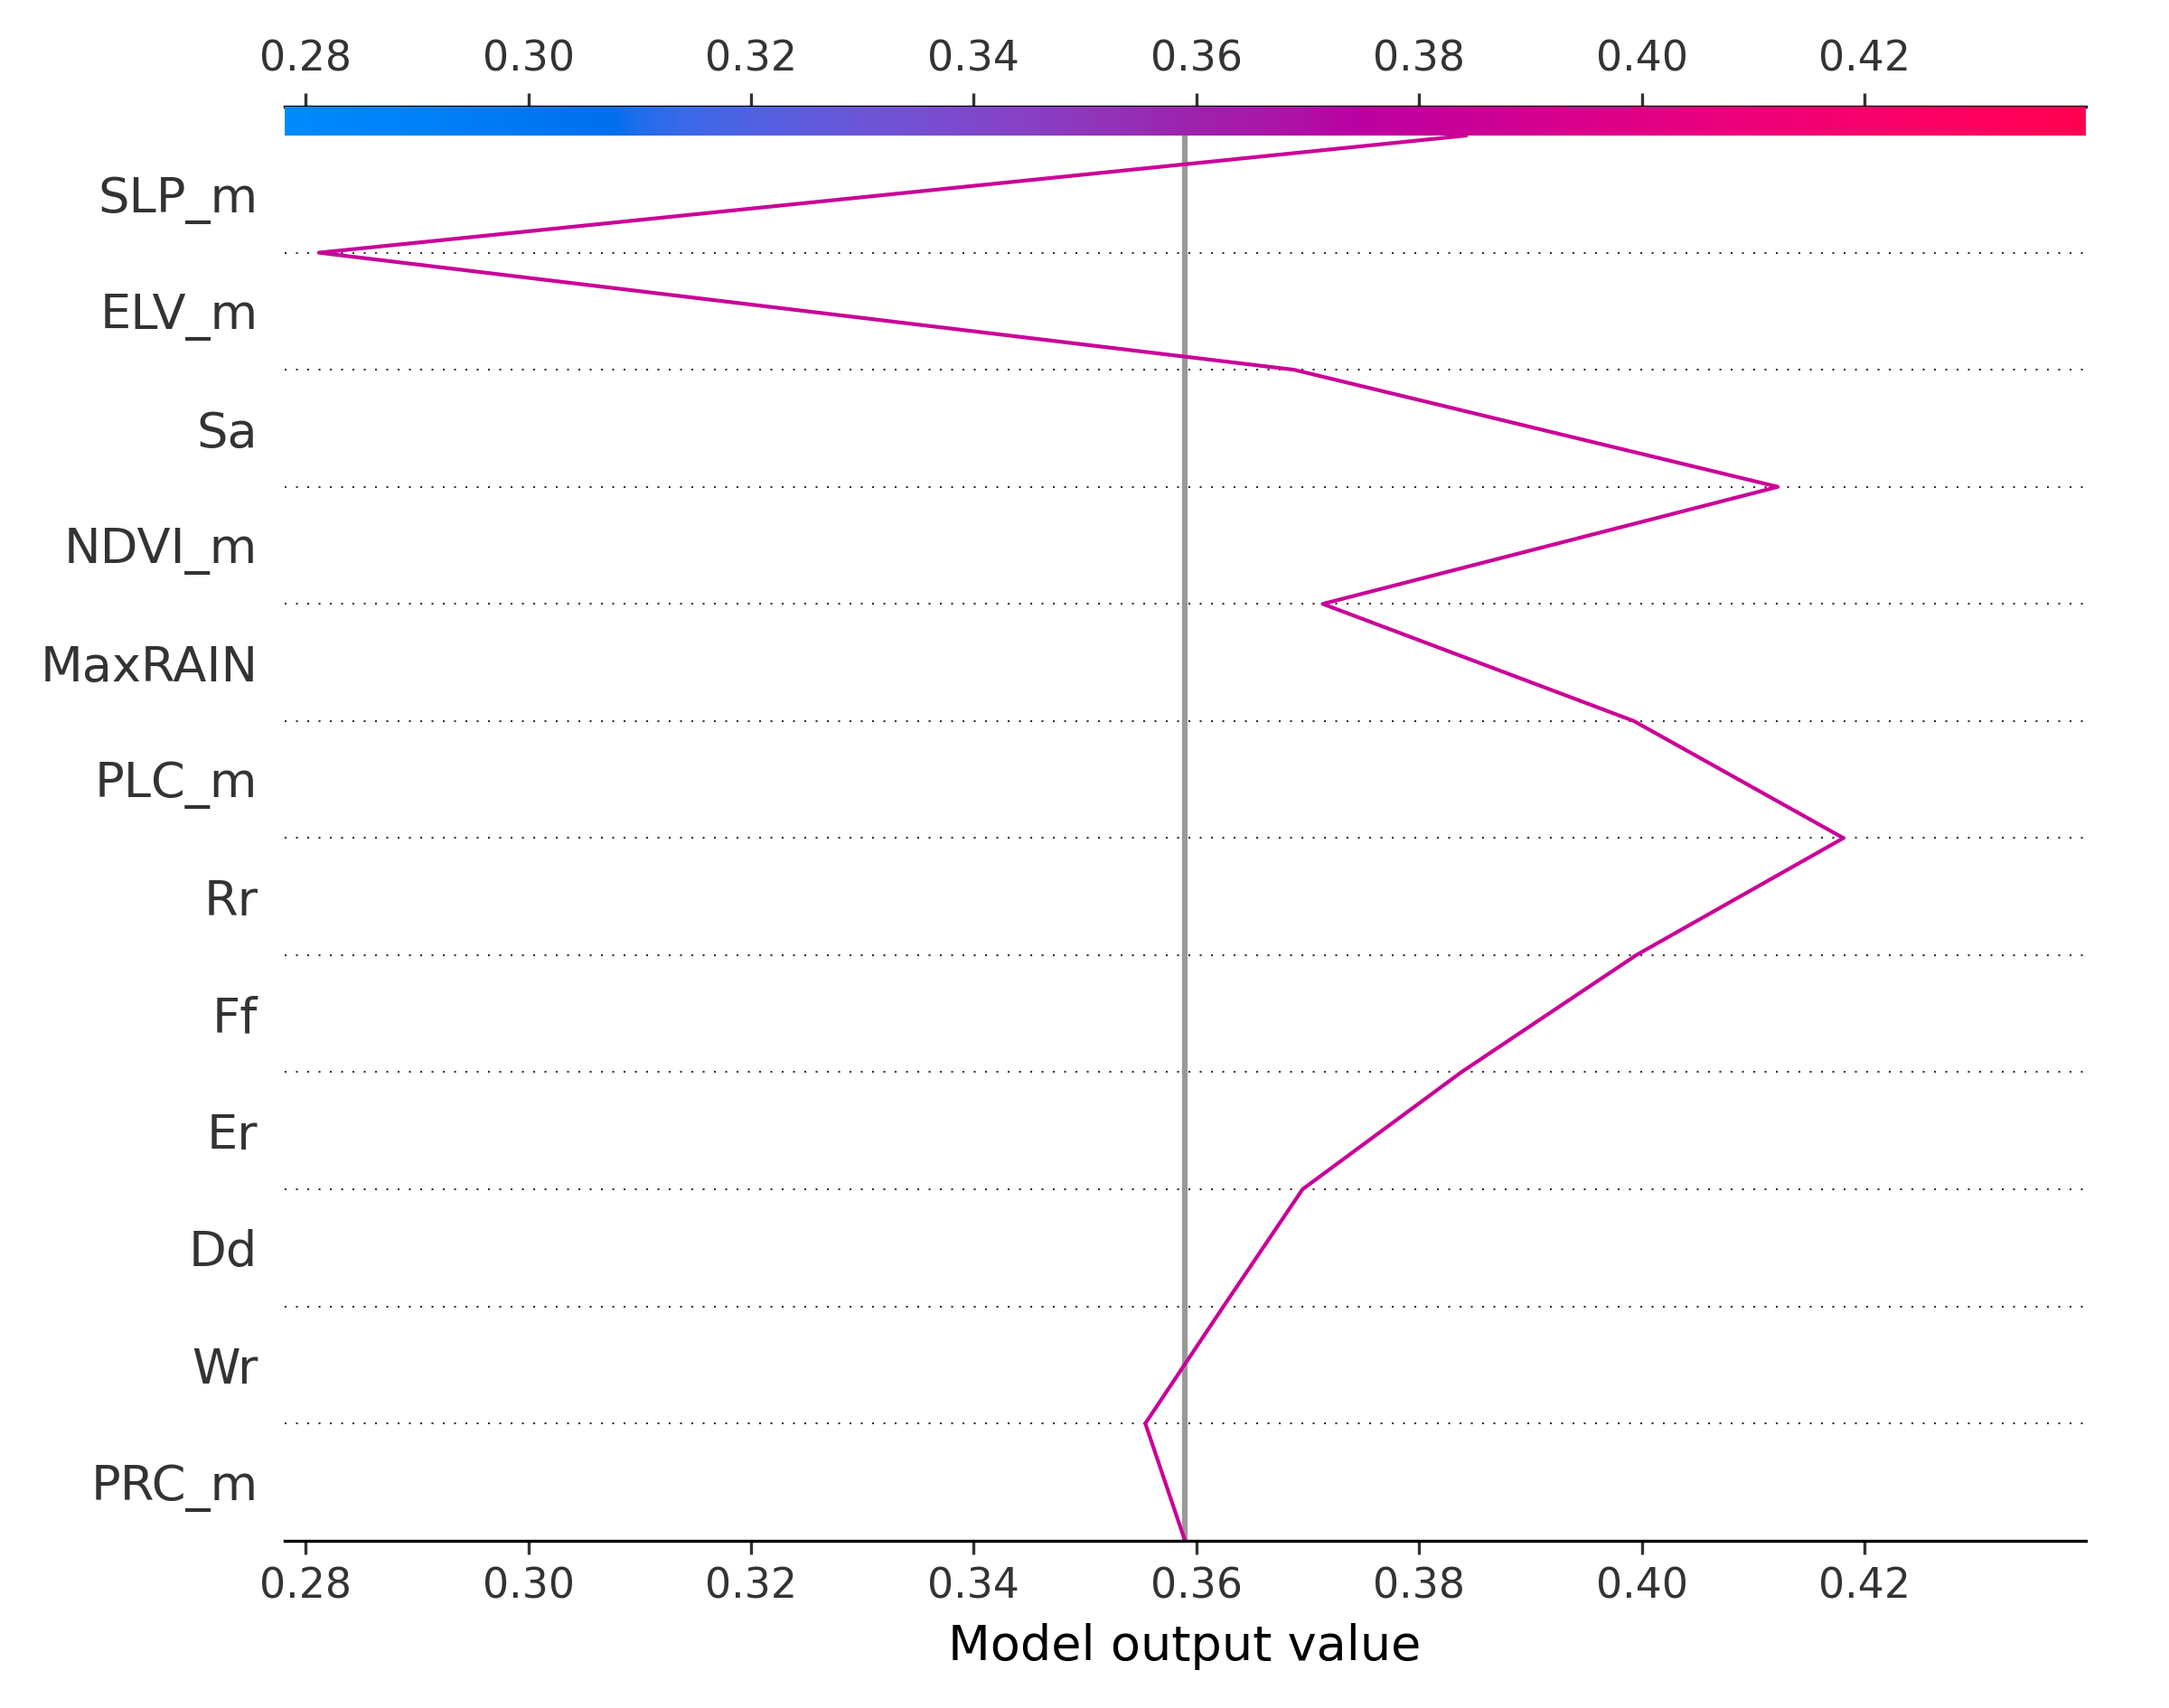 0.28 0.30 0.32 0.34 0.36 0.38 0.40 0.42
SLP_m
ELV_m
Sa
NDVI_m
MaxRAIN
PLC_m
Rr
Ff
Er
Dd
Wr
PRC_m
0.28 0.30 0.32 0.34 0.36 0.38 0.40 0.42
Model output value